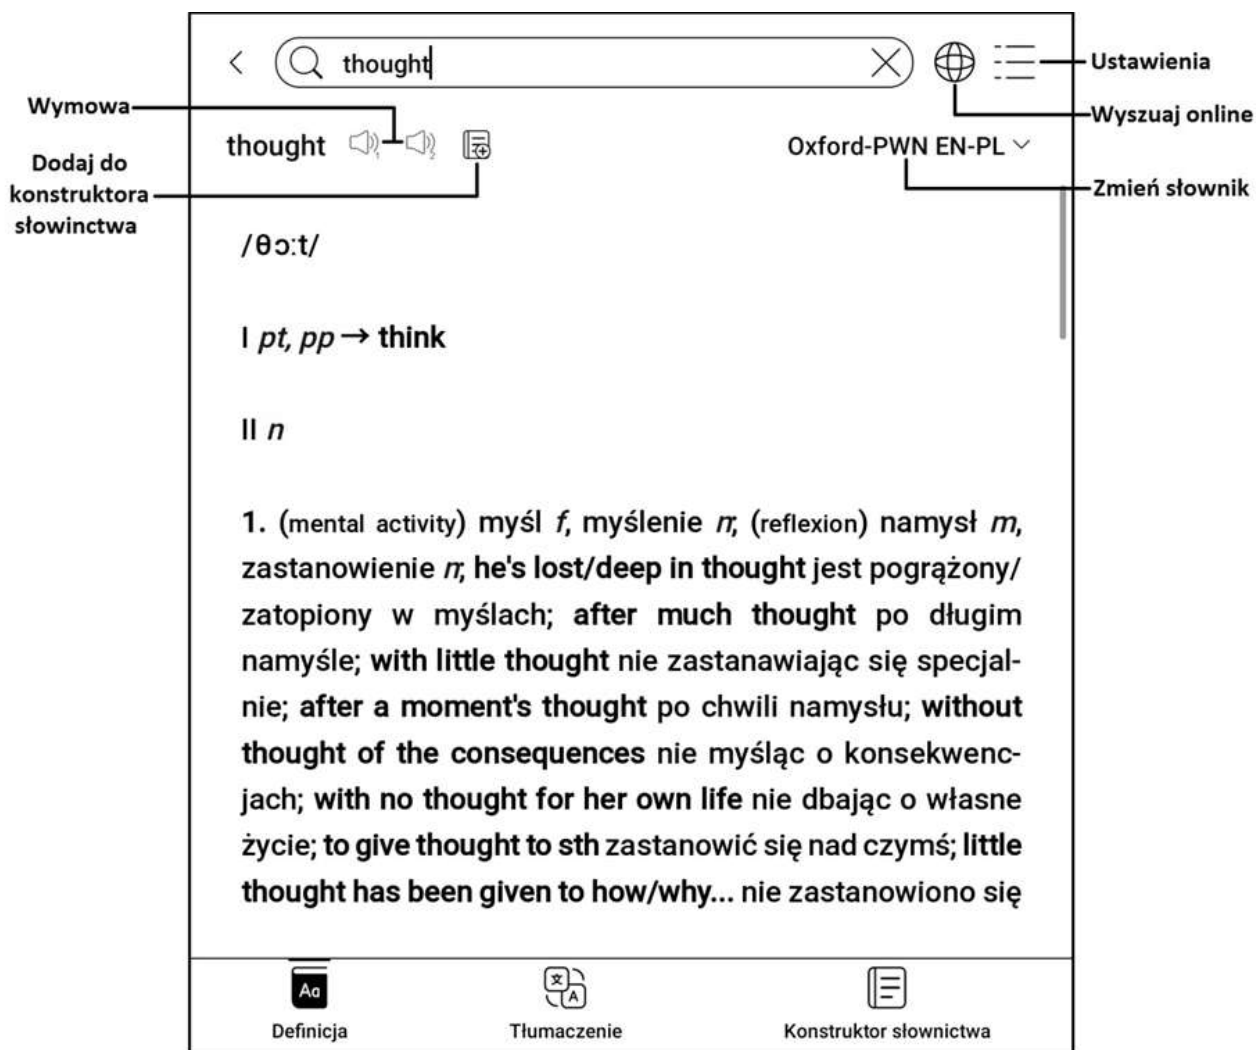 thought
Ustawienia
Wymowa
Wyszuaj online
thought
Oxford-PWN EN-PL
Dodaj do
konstruktora
słowinctwa
Zmień słownik
/θɔːt/
I pt, pp → think
II n
1. (mental activity) myśl f, myślenie n; (reflexion) namysł m,
zastanowienie n; he's lost/deep in thought jest pogrążony/
zatopiony w myślach; after much thought po długim
namyśle; with little thought nie zastanawiając się specjal-
nie; after a moment's thought po chwili namysłu; without
thought of the consequences nie myśląc o konsekwenc-
jach; with no thought for her own life nie dbając o własne
życie; to give thought to sth zastanowić się nad czymś; little
thought has been given to how/why... nie zastanowiono się
Aa
文 A
Definicja
Tłumaczenie
Konstruktor słownictwa